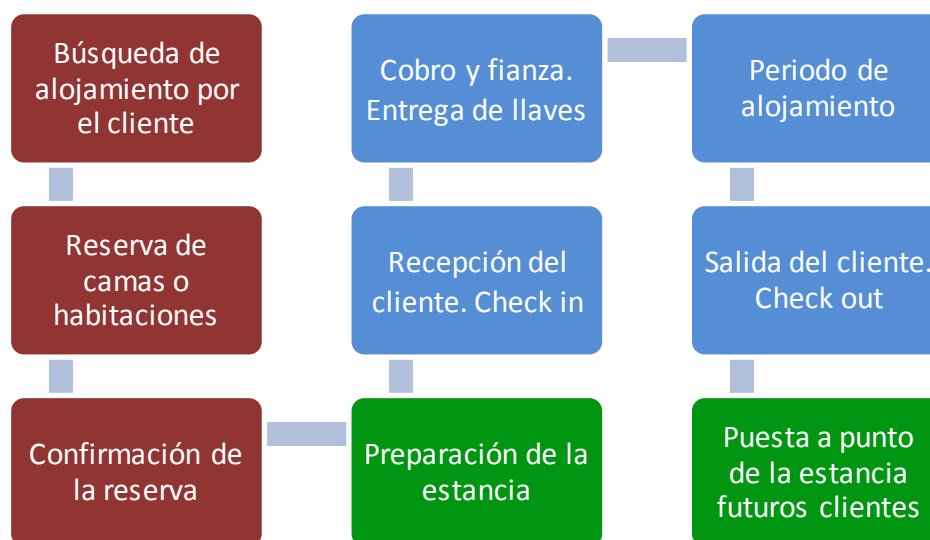 Búsqueda de
alojamiento por
el cliente
Reserva de
camas o
habitaciones
Confirmación de
la reserva
Preparación de la
estancia
Recepción del
cliente. Check in
Cobro y fianza.
Entrega de llaves
Periodo de
alojamiento
Salida del cliente.
Check out
Puesta a punto
de la estancia
futuros clientes